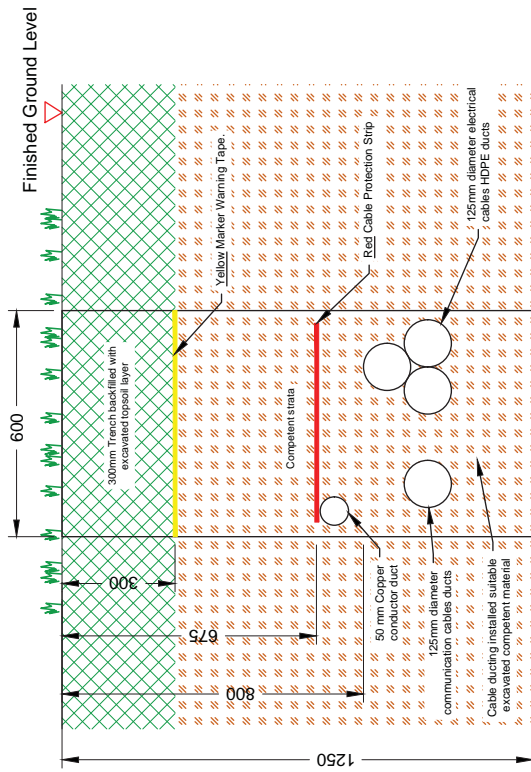 Finished Ground Level
600
300mm Trench backfilled with
excavated topsoil layer
Yellow Marker Warning Tape.
300
Competent strata
Red Cable Protection Strip
675
50 mm Copper
conductor duct
800
125mm diameter electrical
cables HDPE ducts
125mm diameter
communication cables ducts
Cable ducting installed suitable
excavated competent material
1250